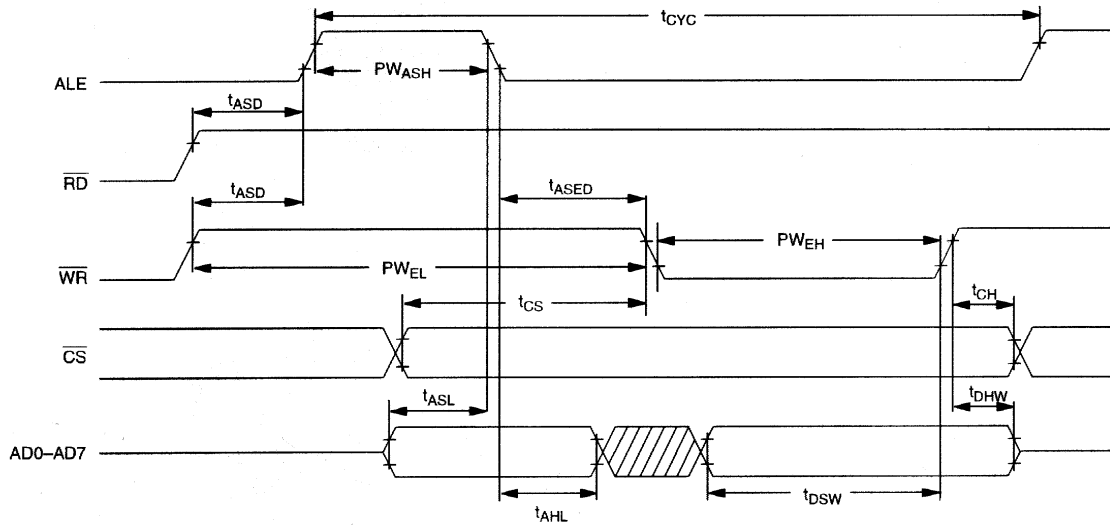 tCYC
ALE
PWASH
tASD
RD
tASD
tASED
WR
PWEL
PWEH
tCS
tCH
CS
tASL
tDHW
AD0–AD7
tAHL
tDSW